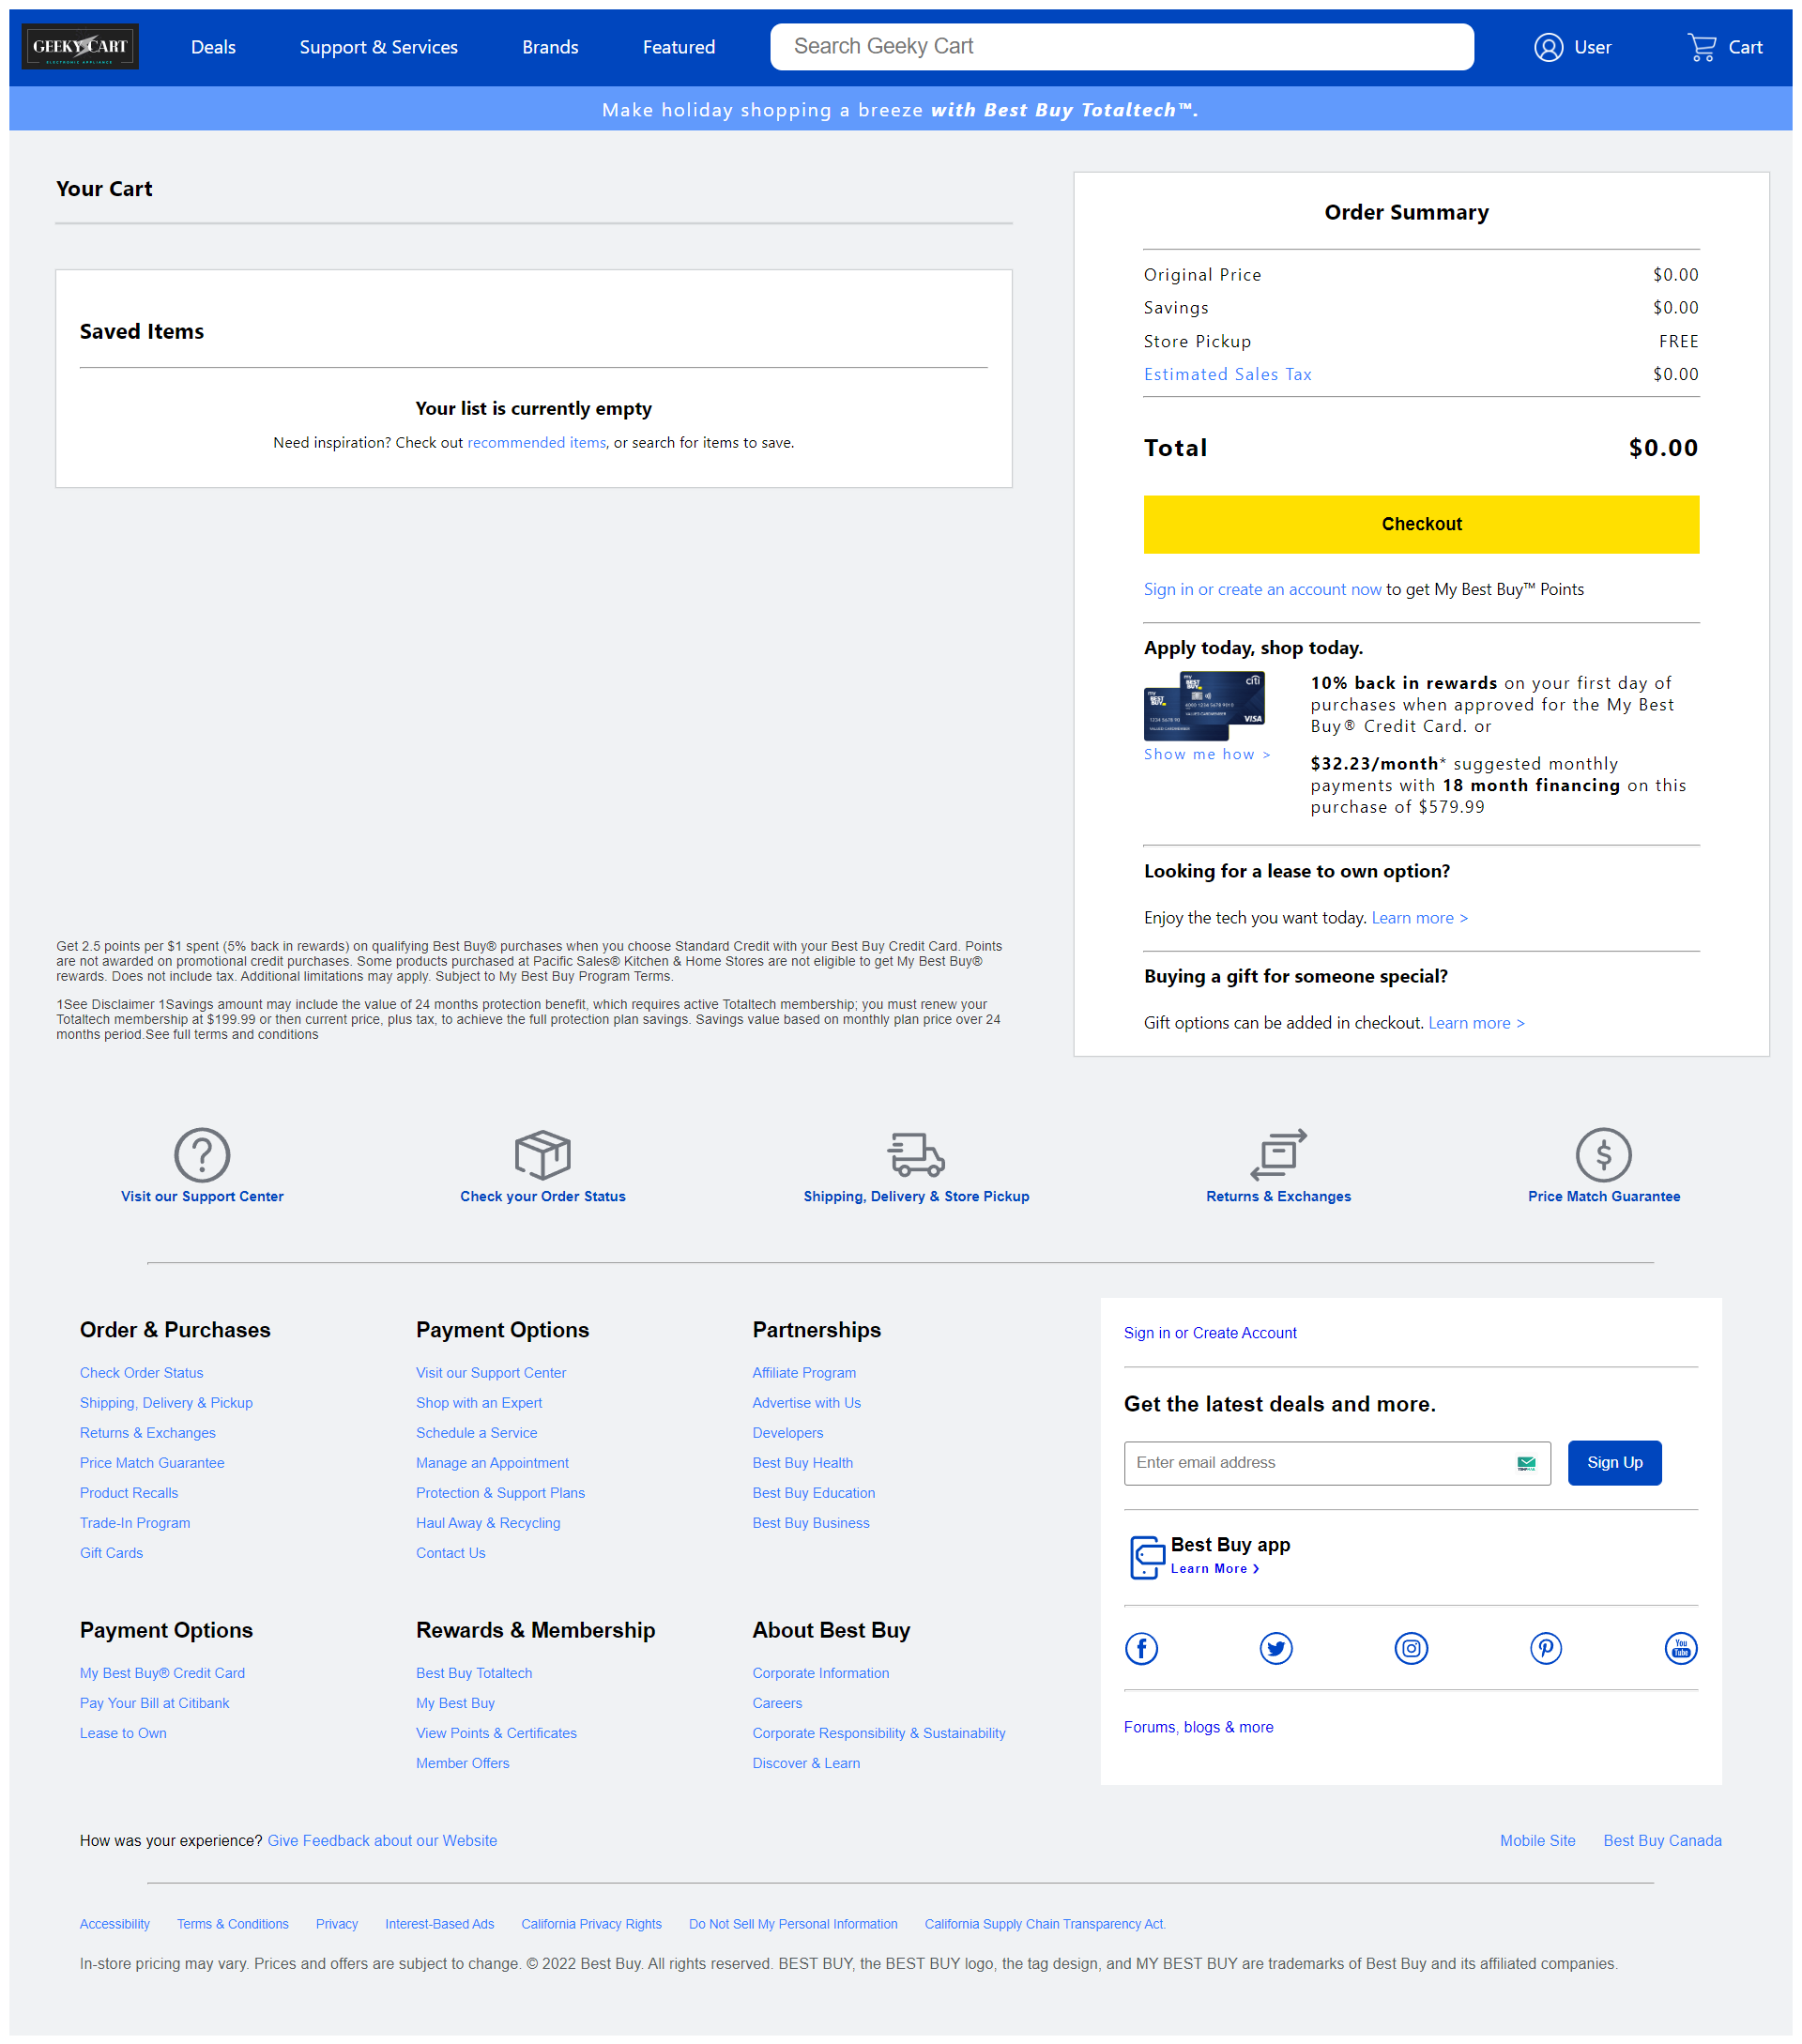 GEEKY CART
ELECTRONIC APPLIANCE
Deals
Support & Services
Brands
Featured
Search Geeky Cart
User
Cart
Make holiday shopping a breeze with Best Buy Totaltech™.
Your Cart
Saved Items
Your list is currently empty
Need inspiration? Check out recommended items, or search for items to save.
Order Summary
Original Price $0.00
Savings $0.00
Store Pickup FREE
Estimated Sales Tax $0.00
Total $0.00
Checkout
Sign in or create an account now to get My Best Buy™ Points
Apply today, shop today.
my BEST BUY
citi
VISA
Show me how >
10% back in rewards on your first day of
purchases when approved for the My Best
Buy® Credit Card. or
$32.23/month* suggested monthly
payments with 18 month financing on this
purchase of $579.99
Looking for a lease to own option?
Enjoy the tech you want today. Learn more >
Buying a gift for someone special?
Gift options can be added in checkout. Learn more >
Get 2.5 points per $1 spent (5% back in rewards) on qualifying Best Buy® purchases when you choose Standard Credit with your Best Buy Credit Card. Points
are not awarded on promotional credit purchases. Some products purchased at Pacific Sales® Kitchen & Home Stores are not eligible to get My Best Buy®
rewards. Does not include tax. Additional limitations may apply. Subject to My Best Buy Program Terms.
1See Disclaimer 1Savings amount may include the value of 24 months protection benefit, which requires active Totaltech membership; you must renew your
Totaltech membership at $199.99 or then current price, plus tax, to achieve the full protection plan savings. Savings value based on monthly plan price over 24
months period.See full terms and conditions
Visit our Support Center
Check your Order Status
Shipping, Delivery & Store Pickup
Returns & Exchanges
Price Match Guarantee
Order & Purchases
Check Order Status
Shipping, Delivery & Pickup
Returns & Exchanges
Price Match Guarantee
Product Recalls
Trade-In Program
Gift Cards
Payment Options
Visit our Support Center
Shop with an Expert
Schedule a Service
Manage an Appointment
Protection & Support Plans
Haul Away & Recycling
Contact Us
Partnerships
Affiliate Program
Advertise with Us
Developers
Best Buy Health
Best Buy Education
Best Buy Business
Payment Options
My Best Buy® Credit Card
Pay Your Bill at Citibank
Lease to Own
Rewards & Membership
Best Buy Totaltech
My Best Buy
View Points & Certificates
Member Offers
About Best Buy
Corporate Information
Careers
Corporate Responsibility & Sustainability
Discover & Learn
Sign in or Create Account
Get the latest deals and more.
Enter email address
Sign Up
Best Buy app
Learn More >
You Tube
Forums, blogs & more
How was your experience? Give Feedback about our Website
Mobile Site
Best Buy Canada
Accessibility
Terms & Conditions
Privacy
Interest-Based Ads
California Privacy Rights
Do Not Sell My Personal Information
California Supply Chain Transparency Act.
In-store pricing may vary. Prices and offers are subject to change. © 2022 Best Buy. All rights reserved. BEST BUY, the BEST BUY logo, the tag design, and MY BEST BUY are trademarks of Best Buy and its affiliated companies.